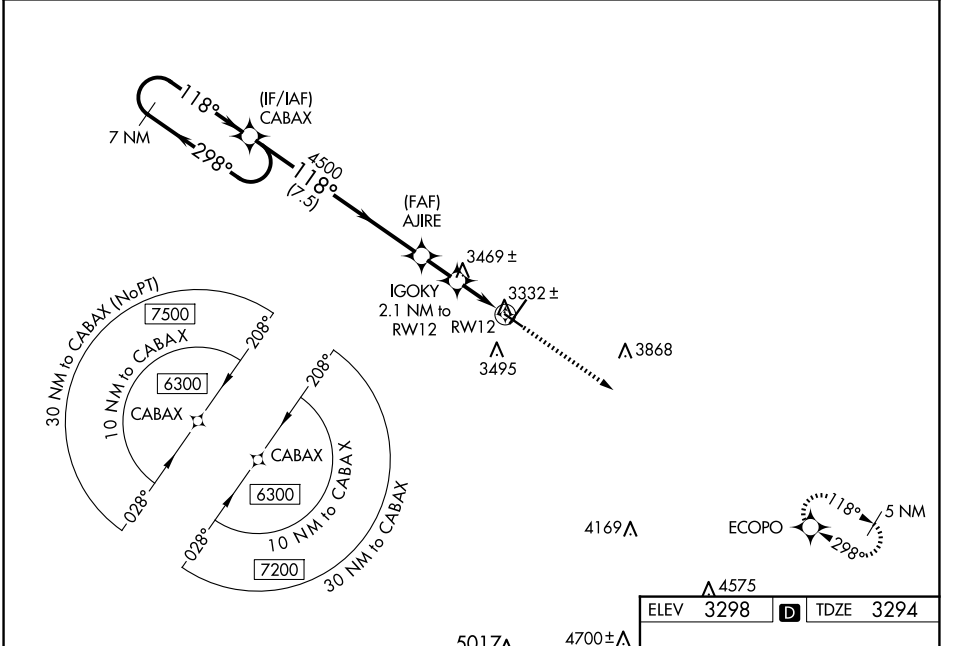 118°
(IF/IAF)
CABAX
7 NM
298°
4500
118°
(7.5)
(FAF)
AJIRE
3469 ±
IGOKY
2.1 NM to
RW12
RW12
3332 ±
3495
3868
30 NM to CABAX (NoPT)
7500
10 NM to CABAX
6300
CABAX
208°
028°
208°
CABAX
6300
10 NM to CABAX
7200
30 NM to CABAX
028°
4169
ECOPO
118°
5 NM
298°
4575
ELEV 3298 D TDZE 3294
5017
4700 ±